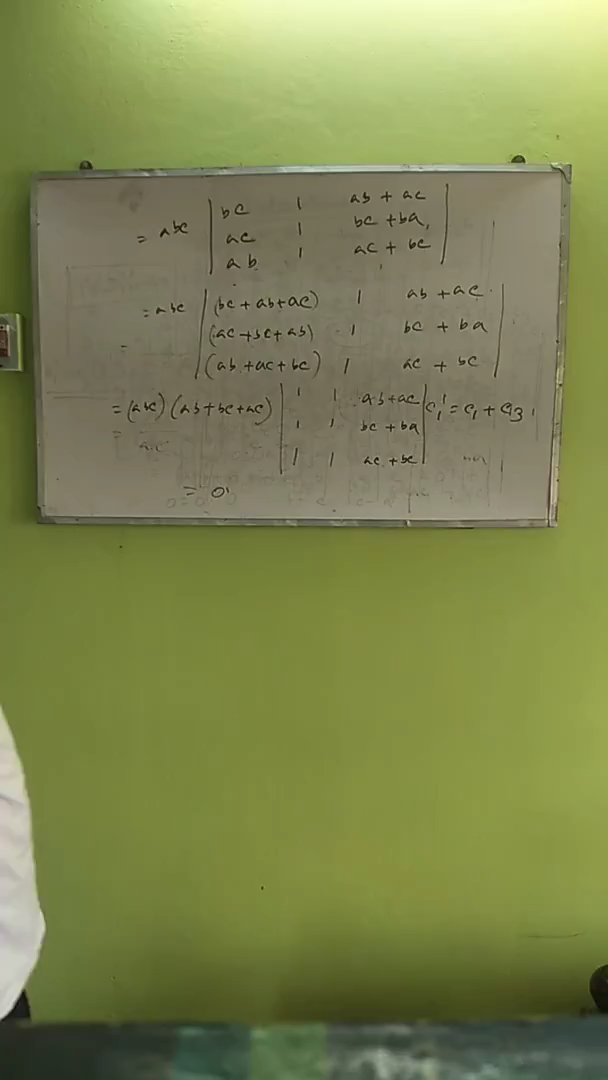 = abc | bc 1 ab + ac |
| ac 1 bc + ba, |
| ab 1 ac + bc |
= abc | (bc + ab + ac) 1 ab + ac |
| (ac + bc + ab) 1 bc + ba |
| (ab + ac + bc) 1 ac + bc |
= (abc) (ab + bc + ac) | 1 1 ab + ac | c₁' = c₁ + c₃
=
| 1 1 bc + ba |
| 1 1 ac + bc |
= 0